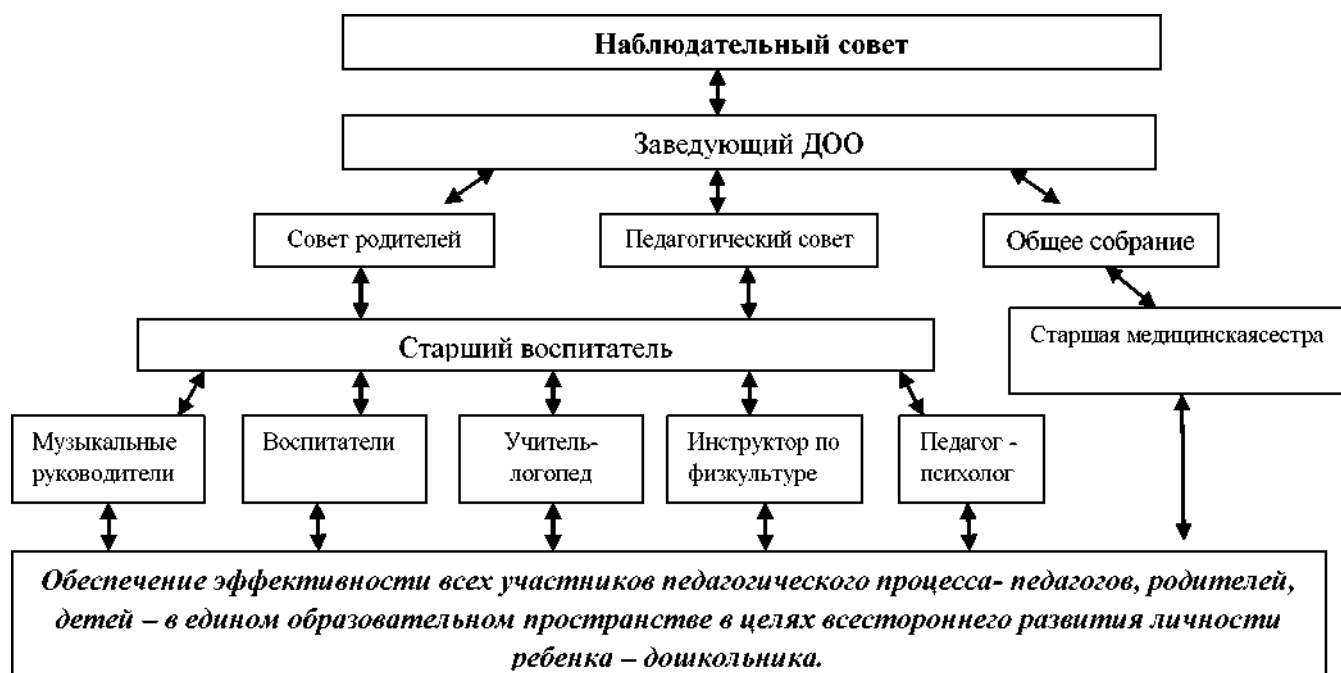 Наблюдательный совет
Заведующий ДОО
Совет родителей
Педагогический совет
Общее собрание
Старший воспитатель
Старшая медицинскаясестра
Музыкальные
руководители
Воспитатели
Учитель-
логопед
Инструктор по
физкультуре
Педагог -
психолог
Обеспечение эффективности всех участников педагогического процесса- педагогов, родителей,
детей – в едином образовательном пространстве в целях всестороннего развития личности
ребенка – дошкольника.